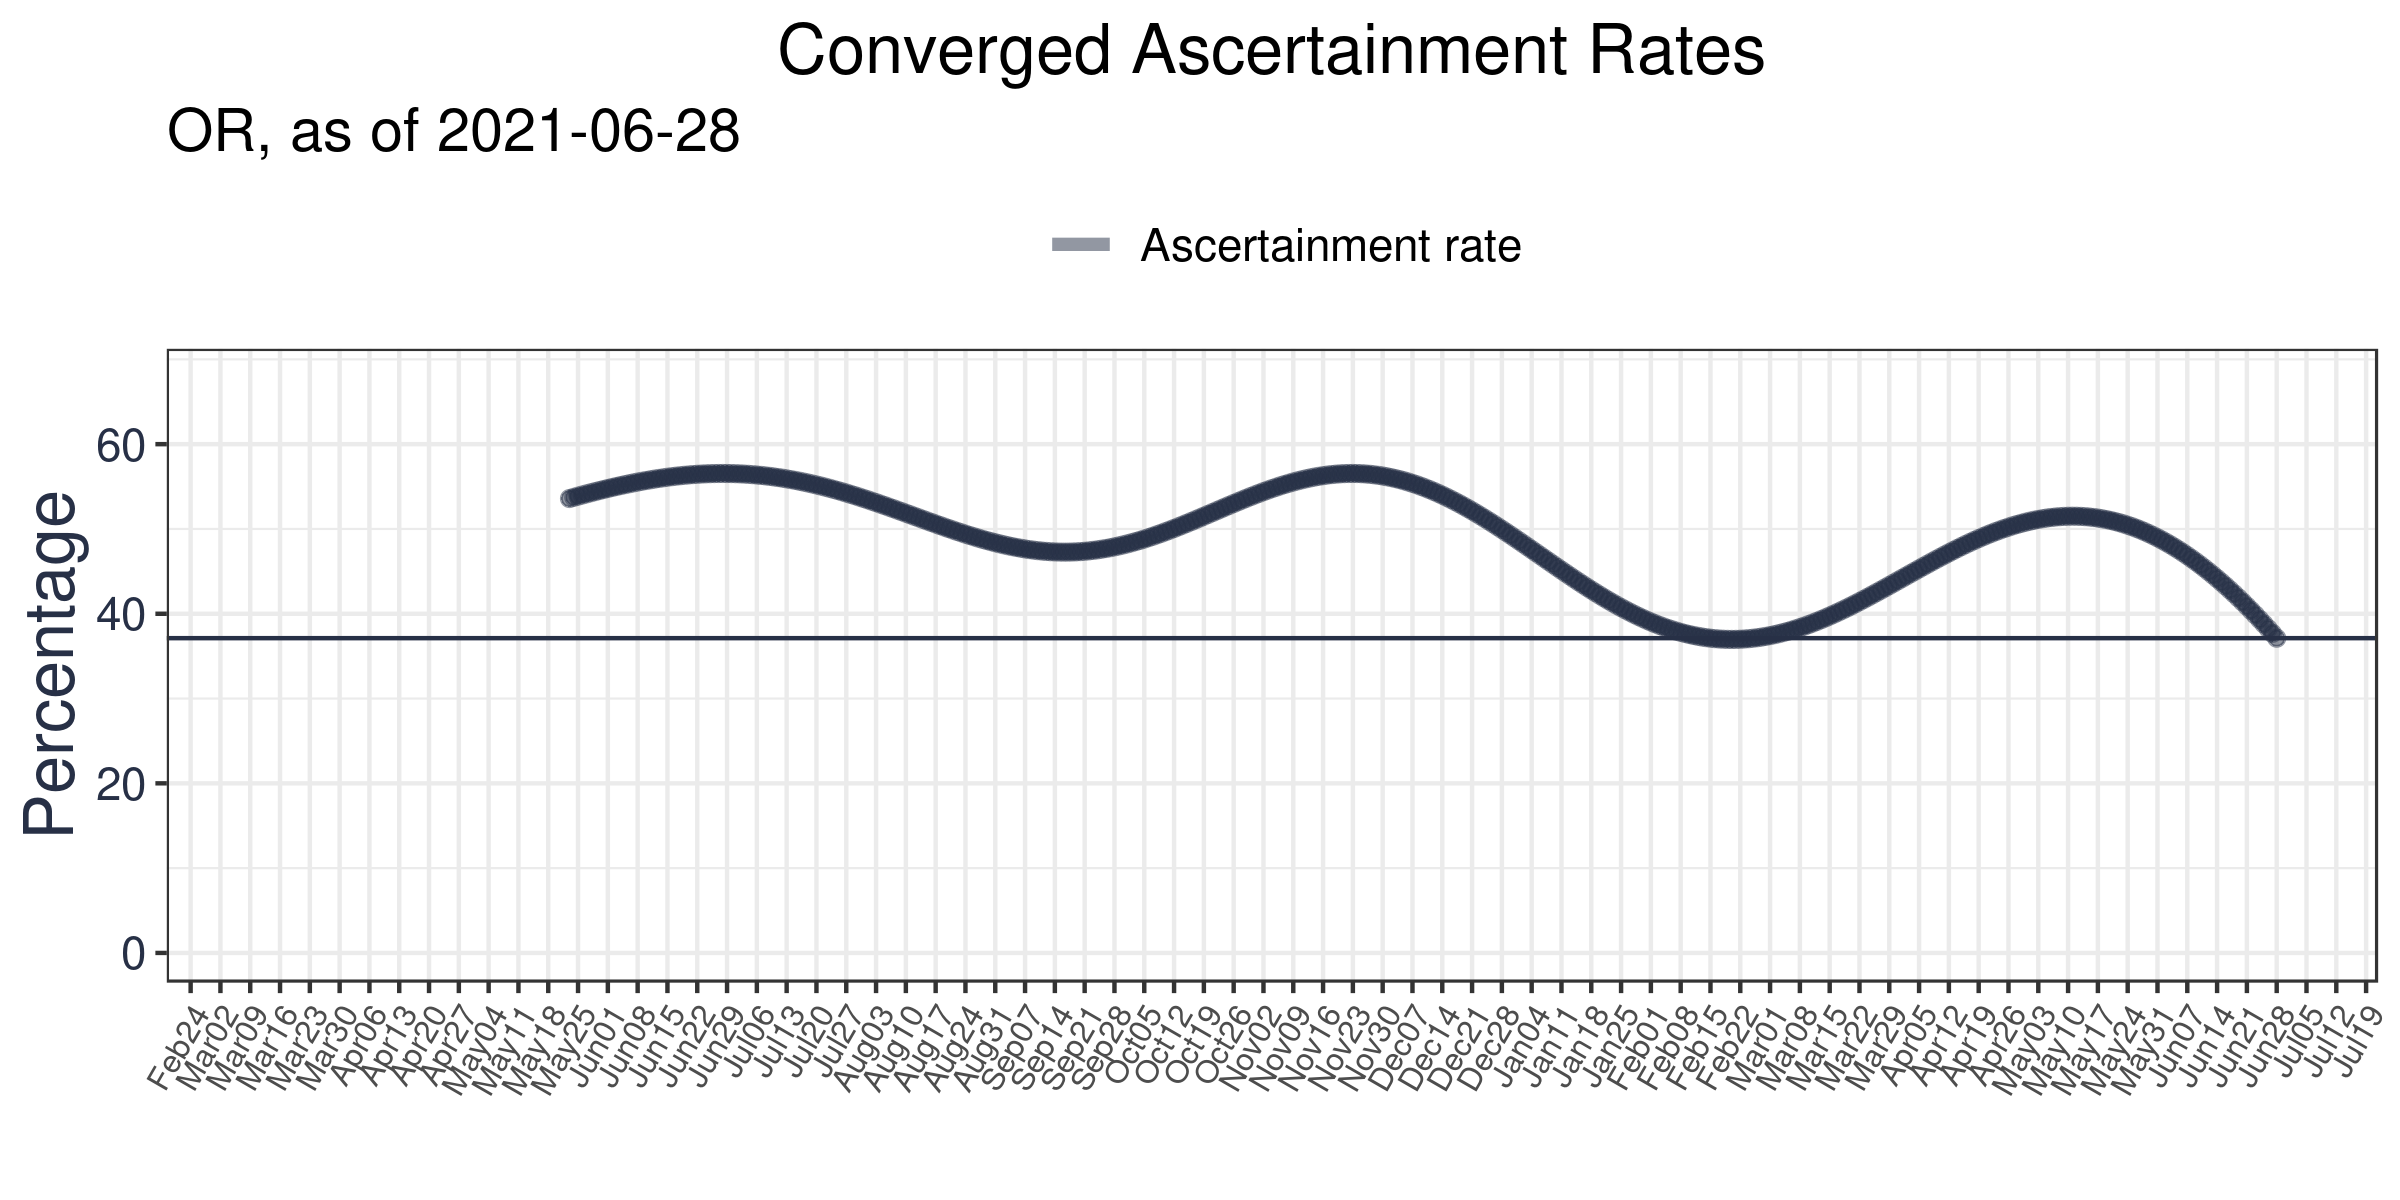 Converged Ascertainment Rates
OR, as of 2021-06-28
Ascertainment rate
Percentage
60
40
20
0
Feb24 Mar02 Mar09 Mar16 Mar23 Mar30 Apr06 Apr13 Apr20 Apr27 May04 May11 May18 May25 Jun01 Jun08 Jun15 Jun22 Jun29 Jul06 Jul13 Jul20 Jul27 Aug03 Aug10 Aug17 Aug24 Aug31 Sep07 Sep14 Sep21 Sep28 Oct05 Oct12 Oct19 Oct26 Nov02 Nov09 Nov16 Nov23 Nov30 Dec07 Dec14 Dec21 Dec28 Jan04 Jan11 Jan18 Jan25 Feb01 Feb08 Feb15 Feb22 Mar01 Mar08 Mar15 Mar22 Mar29 Apr05 Apr12 Apr19 Apr26 May03 May10 May17 May24 May31 Jun07 Jun14 Jun21 Jun28 Jul05 Jul12 Jul19